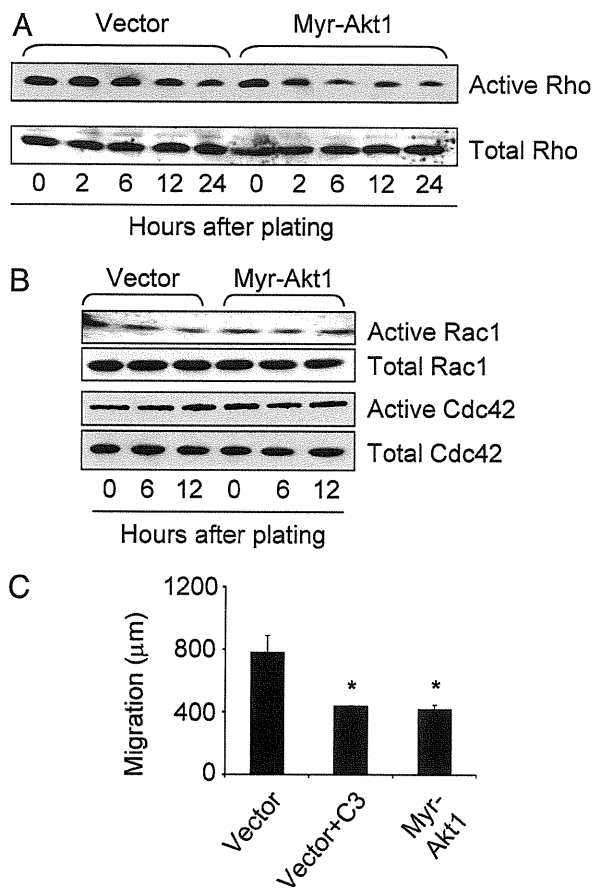 A
Vector Myr-Akt1
Active Rho
Total Rho
0 2 6 12 24 0 2 6 12 24
Hours after plating
B
Vector Myr-Akt1
Active Rac1
Total Rac1
Active Cdc42
Total Cdc42
0 6 12 0 6 12
Hours after plating
C
Migration (μm)
1200
800
400
0
* *
Vector
Vector+C3
Myr-
Akt1